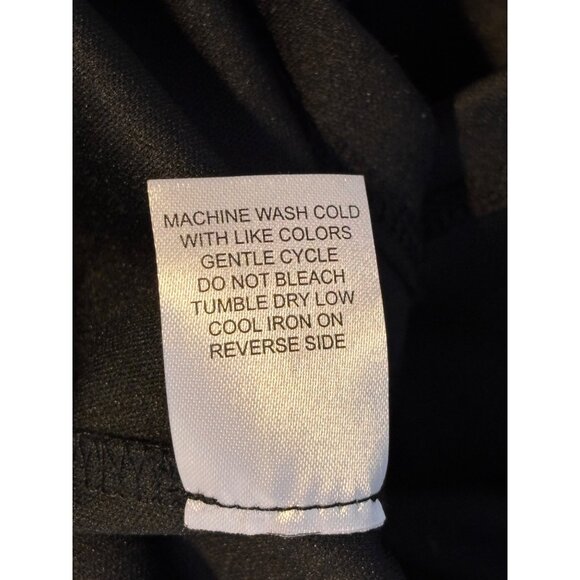 MACHINE WASH COLD
WITH LIKE COLORS
GENTLE CYCLE
DO NOT BLEACH
TUMBLE DRY LOW
COOL IRON ON
REVERSE SIDE